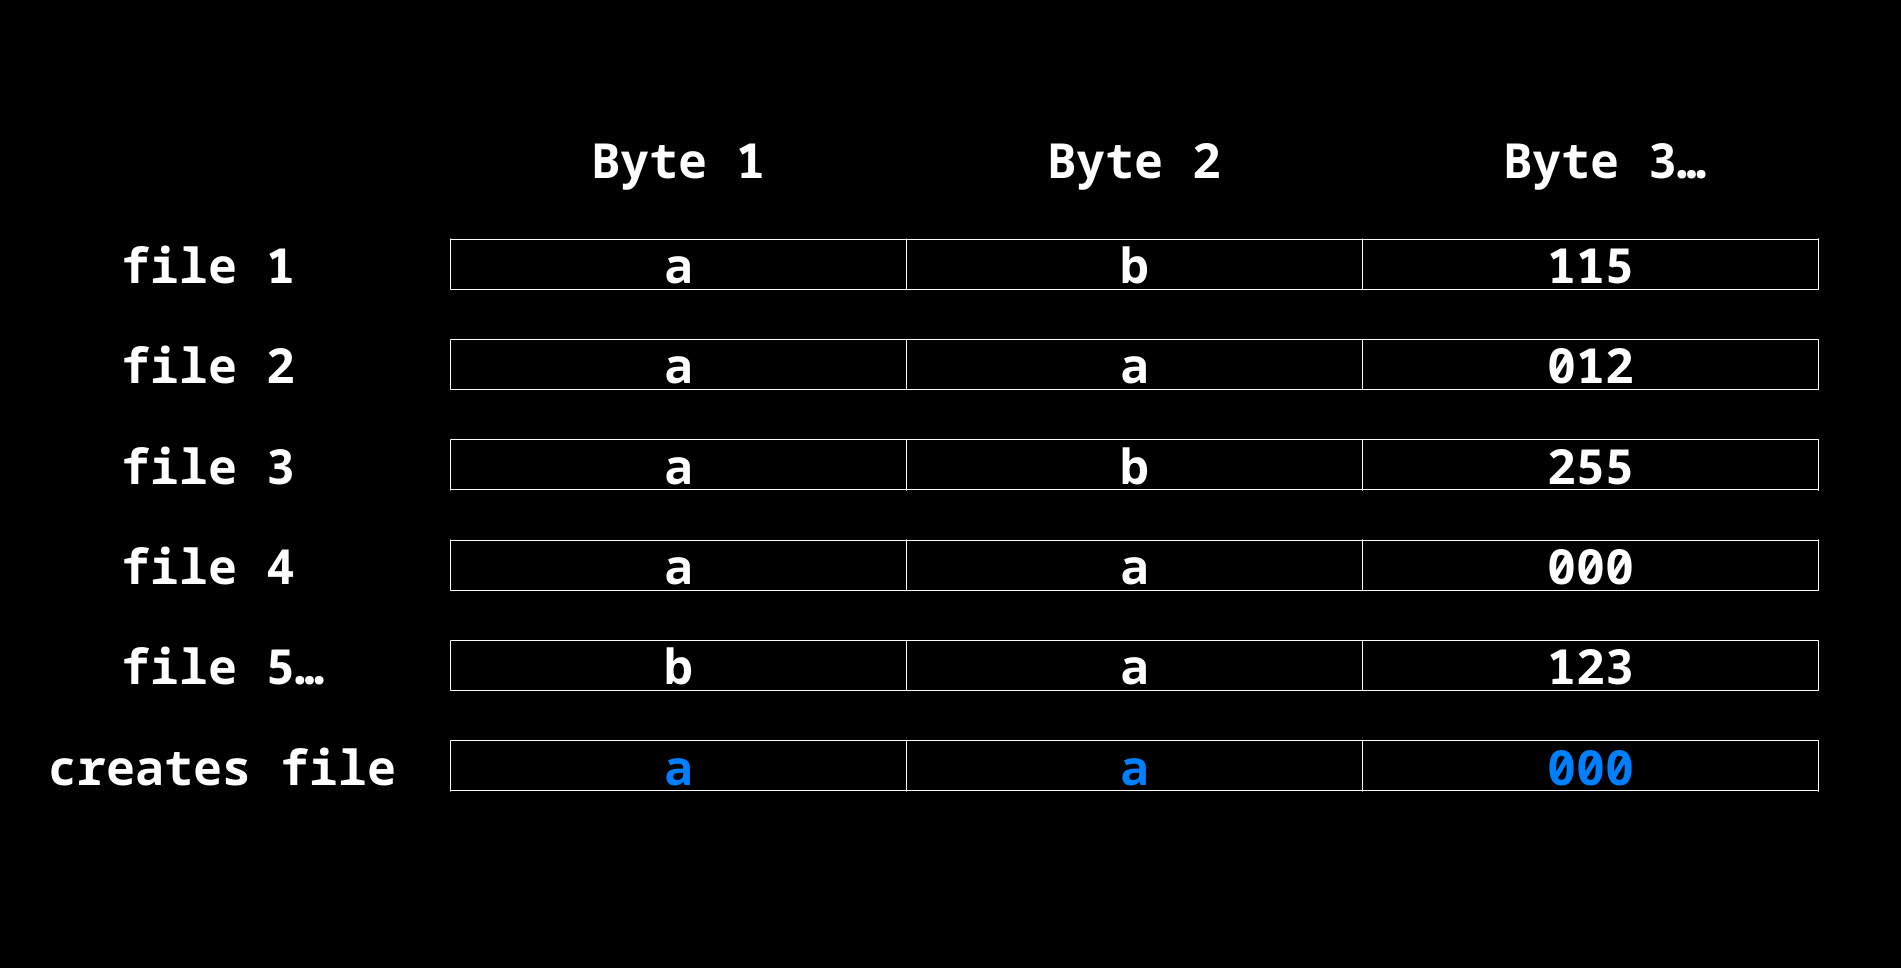 Byte 1 Byte 2 Byte 3…
file 1 a b 115
file 2 a a 012
file 3 a b 255
file 4 a a 000
file 5… b a 123
creates file a a 000